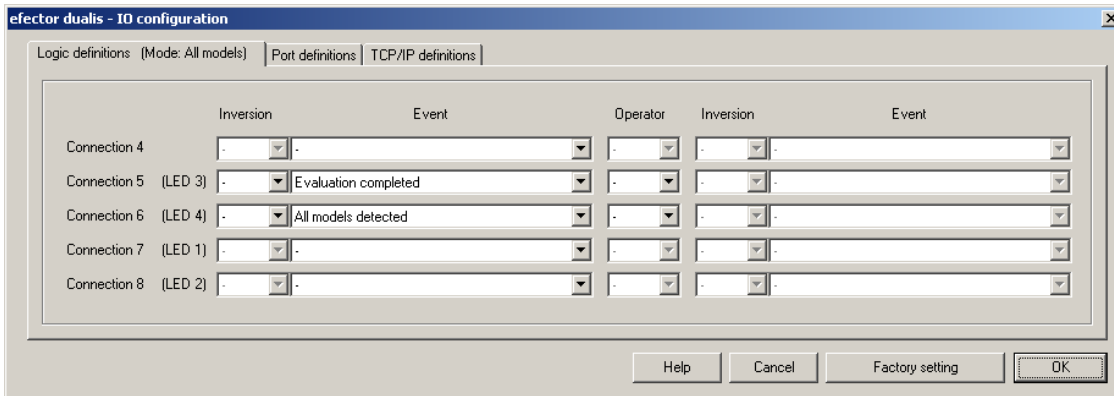 efector dualis - IO configuration
Logic definitions (Mode: All models) Port definitions TCP/IP definitions
Inversion Event Operator Inversion Event
Connection 4 - - - - -
Connection 5 (LED 3) - Evaluation completed - - -
Connection 6 (LED 4) - All models detected - - -
Connection 7 (LED 1) - - - - -
Connection 8 (LED 2) - - - - -
Help Cancel Factory setting OK